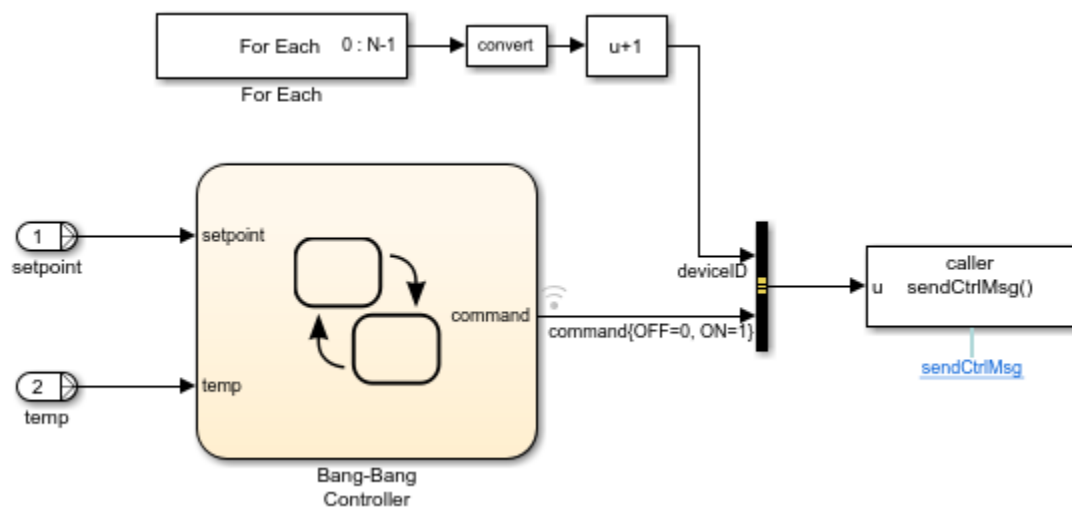 For Each 0 : N-1
For Each
convert
u+1
1
setpoint
2
temp
setpoint
temp
command
Bang-Bang
Controller
deviceID
command{OFF=0, ON=1}
caller
u sendCtrlMsg()
sendCtrlMsg